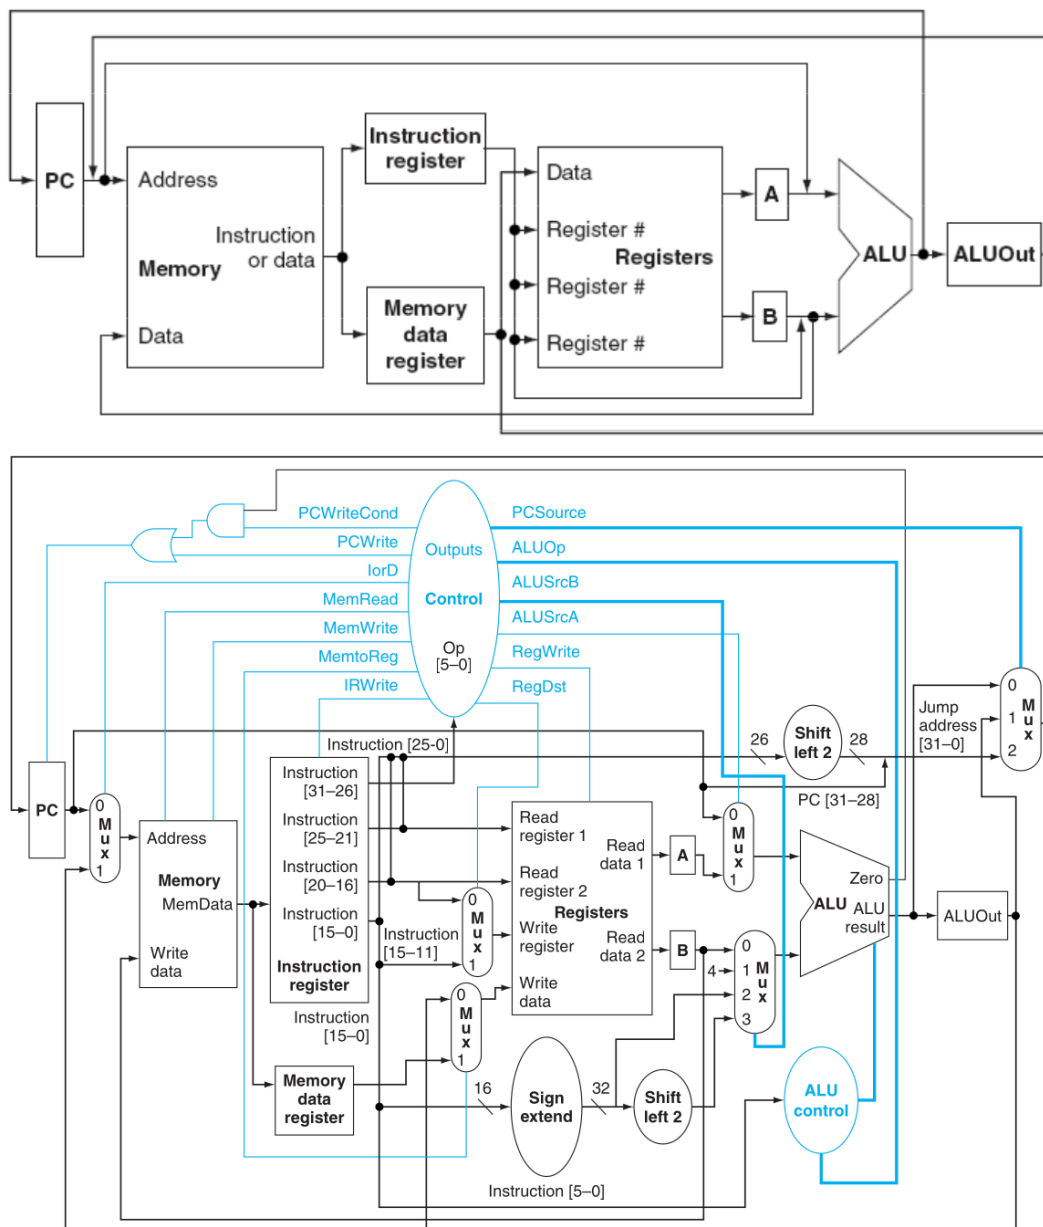 PC
Address
Instruction
or data
Memory
Data
Instruction
register
Memory
data
register
Data
Register #
Registers
Register #
Register #
A
B
ALU
ALUOut
PCWriteCond
PCWrite
IorD
MemRead
MemWrite
MemtoReg
IRWrite
Outputs
Control
Op
[5–0]
PCSource
ALUOp
ALUSrcB
ALUSrcA
RegWrite
RegDst
Instruction [25-0]
26
Shift
left 2
28
Jump
address
[31–0]
PC [31–28]
0
1
2
M
u
x
PC
0
M
u
x
1
Address
Memory
MemData
Write
data
Instruction
[31–26]
Instruction
[25–21]
Instruction
[20–16]
Instruction
[15–0]
Instruction
register
Instruction
[15–0]
Instruction
[15–11]
0
M
u
x
1
0
M
u
x
1
Memory
data
register
Read
register 1
Read
register 2
Registers
Write
register
Write
data
Read
data 1
Read
data 2
A
B
0
M
u
x
1
4
0
1
2
3
M
u
x
Zero
ALU
ALU
result
ALUOut
16
Sign
extend
32
Shift
left 2
ALU
control
Instruction [5–0]